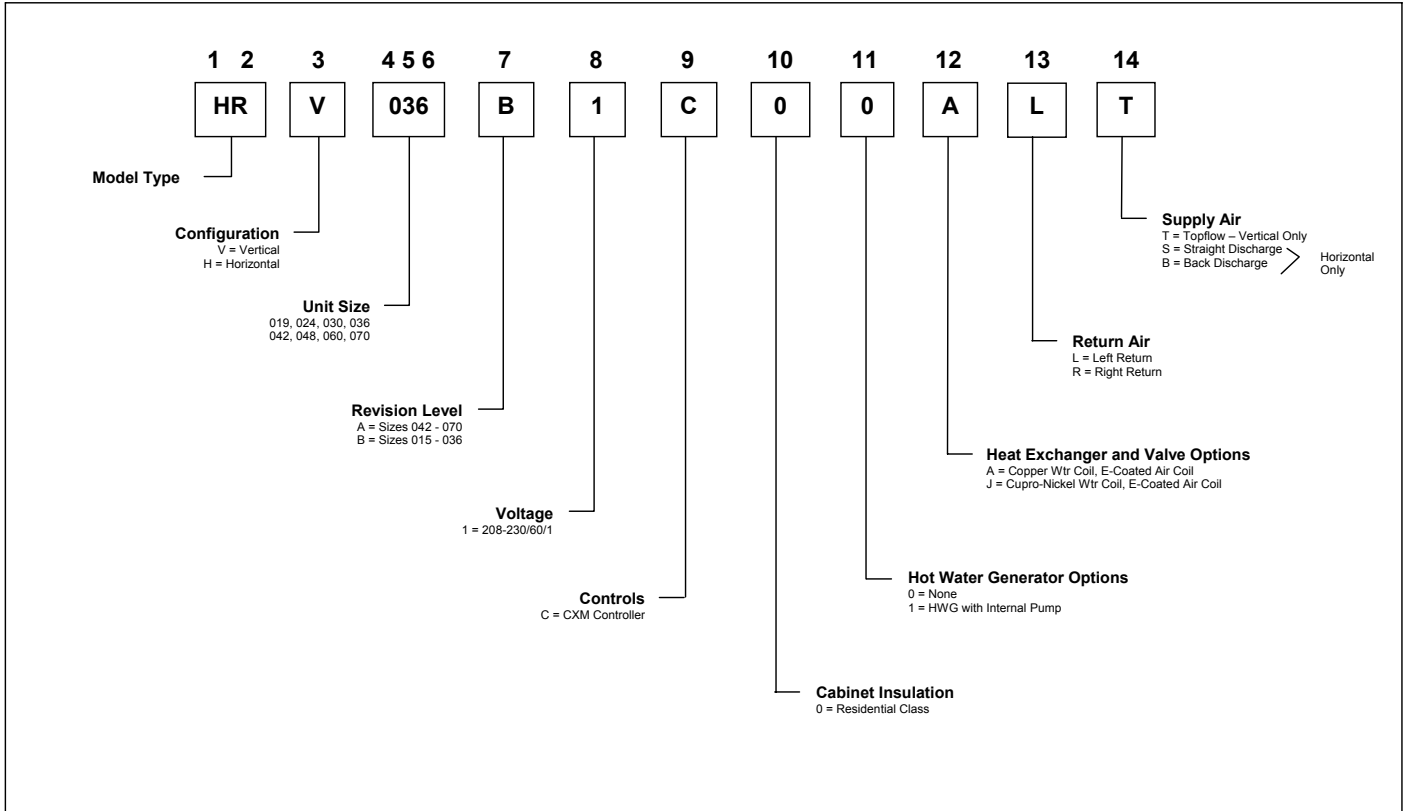 1 2 3 4 5 6 7 8 9 10 11 12 13 14
HR V 036 B 1 C 0 0 A L T
Model Type
Configuration
V = Vertical
H = Horizontal
Unit Size
019, 024, 030, 036
042, 048, 060, 070
Revision Level
A = Sizes 042 - 070
B = Sizes 015 - 036
Voltage
1 = 208-230/60/1
Controls
C = CXM Controller
Cabinet Insulation
0 = Residential Class
Hot Water Generator Options
0 = None
1 = HWG with Internal Pump
Heat Exchanger and Valve Options
A = Copper Wtr Coil, E-Coated Air Coil
J = Cupro-Nickel Wtr Coil, E-Coated Air Coil
Return Air
L = Left Return
R = Right Return
Supply Air
T = Topflow – Vertical Only
S = Straight Discharge
B = Back Discharge
Horizontal
Only